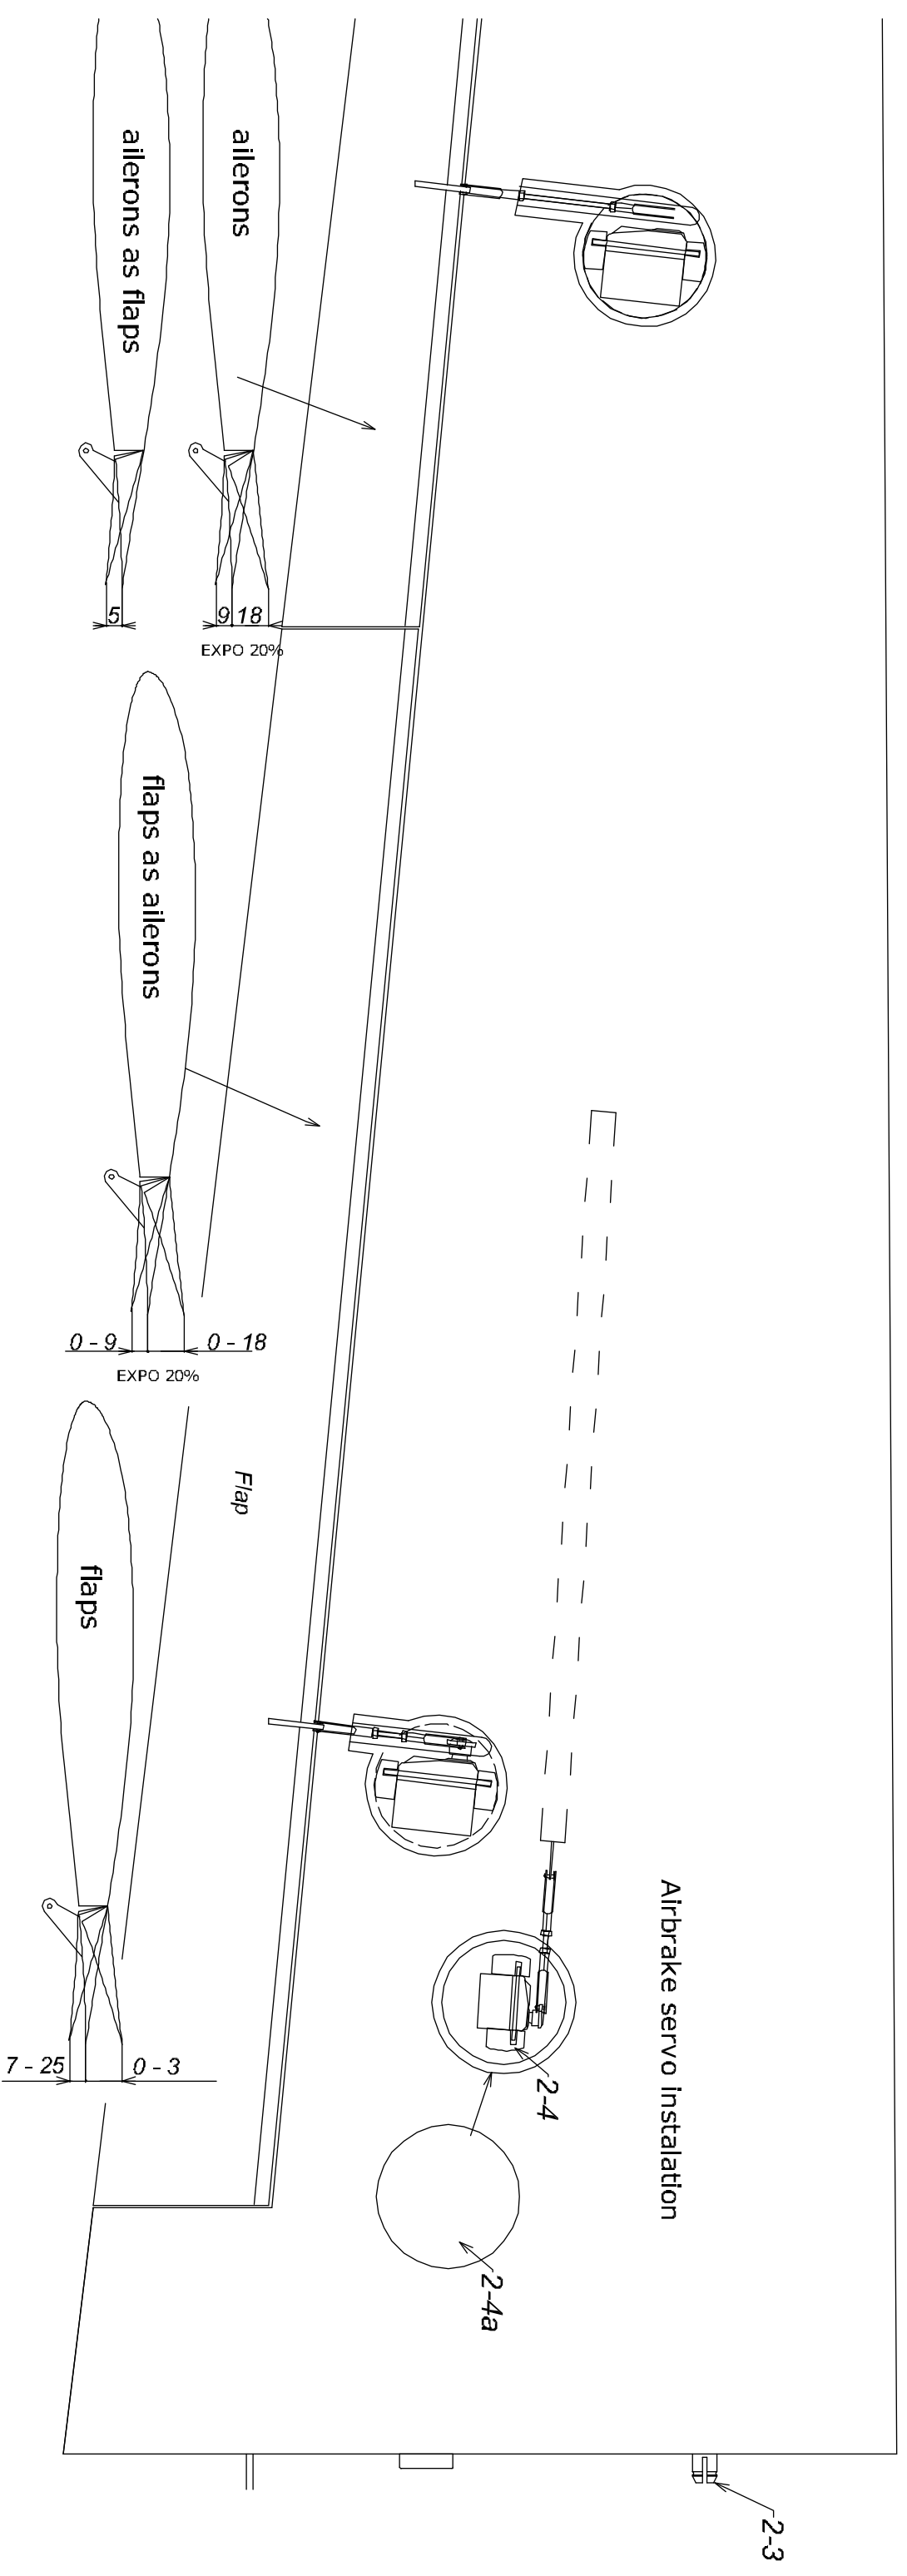 ailerons as flaps
ailerons
5
9 18
EXPO 20%
flaps as ailerons
0 - 9
0 - 18
EXPO 20%
Flap
flaps
7 - 25
0 - 3
Airbrake servo instalation
2-4
2-4a
2-3